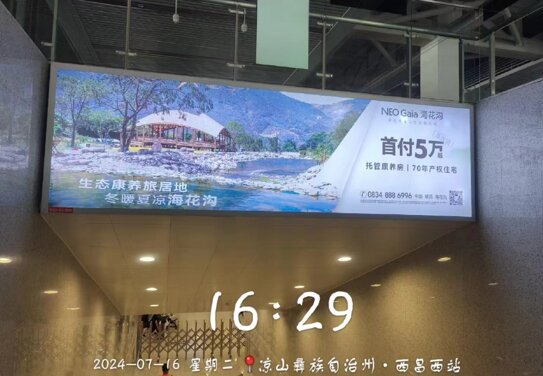 NEO Gaia 海花沟
首付5万起
托管康养房 | 70年产权住宅
0834 888 6996
生态康养旅居地
冬暖夏凉海花沟
16:29
2024-07-16 星期二 凉山彝族自治州·西昌西站